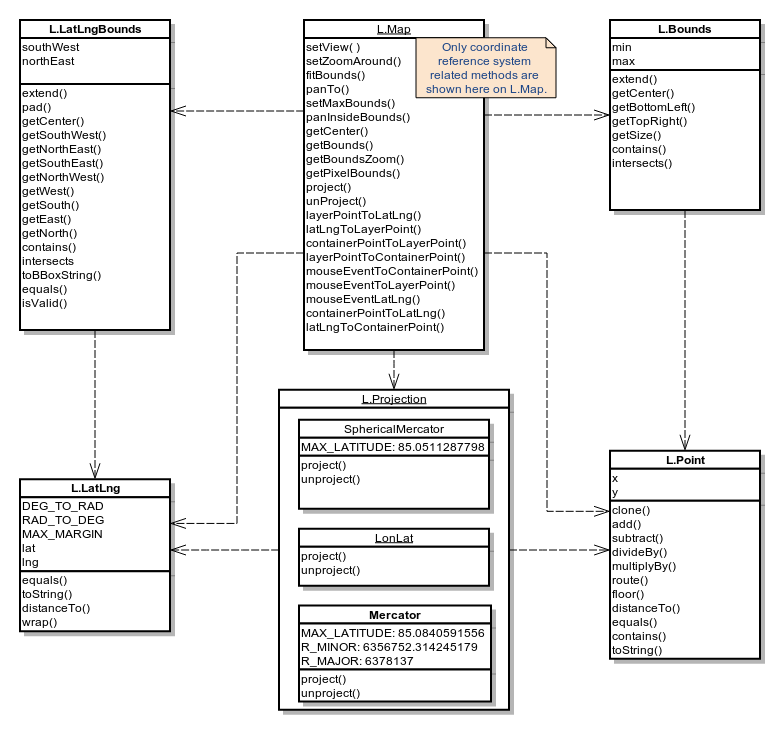 L.LatLngBounds
southWest
northEast
extend()
pad()
getCenter()
getSouthWest()
getNorthEast()
getSouthEast()
getNorthWest()
getWest()
getSouth()
getEast()
getNorth()
contains()
intersects
toBBoxString()
equals()
isValid()
L.Map
setView( )
setZoomAround()
fitBounds()
panTo()
setMaxBounds()
panInsideBounds()
getCenter()
getBounds()
getBoundsZoom()
getPixelBounds()
project()
unProject()
layerPointToLatLng()
latLngToLayerPoint()
containerPointToLayerPoint()
layerPointToContainerPoint()
mouseEventToContainerPoint()
mouseEventToLayerPoint()
mouseEventLatLng()
containerPointToLatLng()
latLngToContainerPoint()
Only coordinate
reference system
related methods are
shown here on L.Map.
L.Bounds
min
max
extend()
getCenter()
getBottomLeft()
getTopRight()
getSize()
contains()
intersects()
L.LatLng
DEG_TO_RAD
RAD_TO_DEG
MAX_MARGIN
lat
lng
equals()
toString()
distanceTo()
wrap()
L.Projection
SphericalMercator
MAX_LATITUDE: 85.0511287798
project()
unproject()
LonLat
project()
unproject()
Mercator
MAX_LATITUDE: 85.0840591556
R_MINOR: 6356752.314245179
R_MAJOR: 6378137
project()
unproject()
L.Point
x
y
clone()
add()
subtract()
divideBy()
multiplyBy()
route()
floor()
distanceTo()
equals()
contains()
toString()